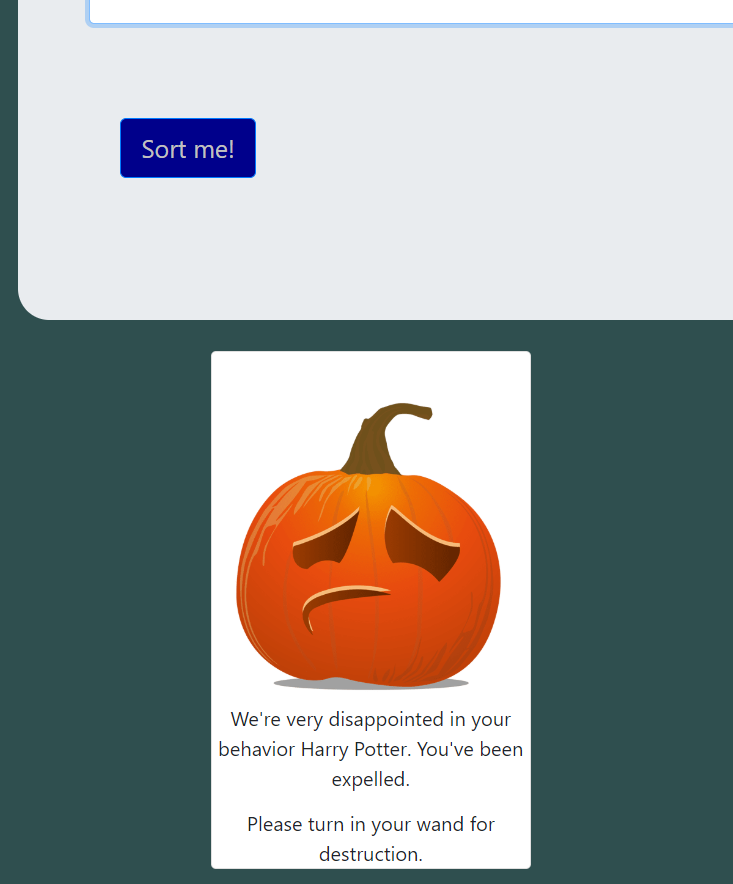 Sort me!
We're very disappointed in your
behavior Harry Potter. You've been
expelled.
Please turn in your wand for
destruction.